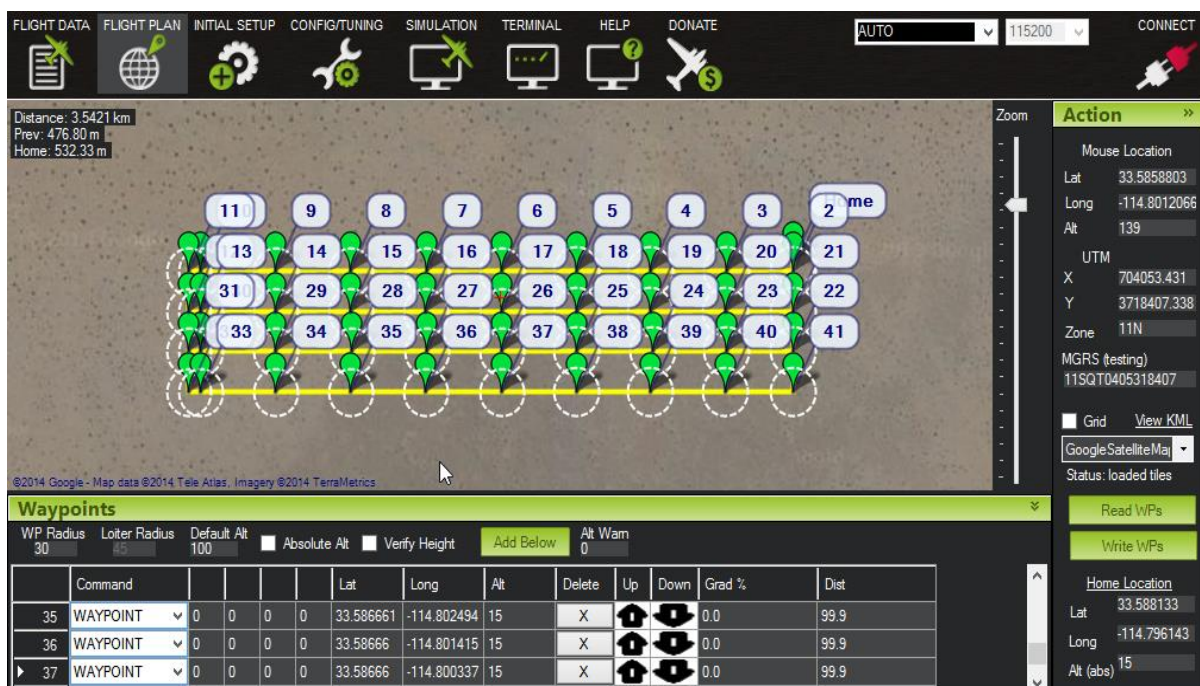 FLIGHT DATA FLIGHT PLAN INITIAL SETUP CONFIG/TUNING SIMULATION TERMINAL HELP DONATE AUTO 115200 CONNECT
Distance: 3.5421 km
Prev: 476.80 m
Home: 532.33 m
Zoom
Home
11 9 8 7 6 5 4 3 2
13 14 15 16 17 18 19 20 21
31 29 28 27 26 25 24 23 22
33 34 35 36 37 38 39 40 41
©2014 Google - Map data ©2014 Tele Atlas, Imagery ©2014 TerraMetrics
Action »
Mouse Location
Lat 33.5858803
Long -114.8012066
Alt 139
UTM
X 704053.431
Y 3718407.338
Zone 11N
MGRS (testing)
11SQT0405318407
Grid View KML
GoogleSatelliteMap
Status: loaded tiles
Read WPs
Write WPs
Home Location
Lat 33.588133
Long -114.796143
Alt (abs) 15
Waypoints
WP Radius Loiter Radius Default Alt Absolute Alt Verify Height Add Below Alt Warn
30 45 100 0
Command Lat Long Alt Delete Up Down Grad % Dist
35 WAYPOINT 0 0 0 0 33.586661 -114.802494 15 X 0.0 99.9
36 WAYPOINT 0 0 0 0 33.58666 -114.801415 15 X 0.0 99.9
37 WAYPOINT 0 0 0 0 33.58666 -114.800337 15 X 0.0 99.9